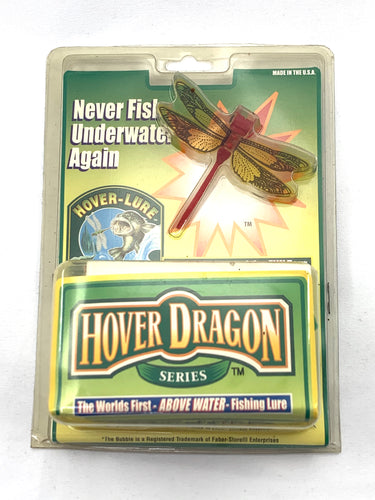 MADE IN THE U.S.A.
Never Fish
Underwater
Again
HOVER-LURE
TM
HOVER DRAGON
SERIES TM
The Worlds First - ABOVE WATER - Fishing Lure
"The Bubble is a Registered Trademark of Faber-Storelli Enterprises